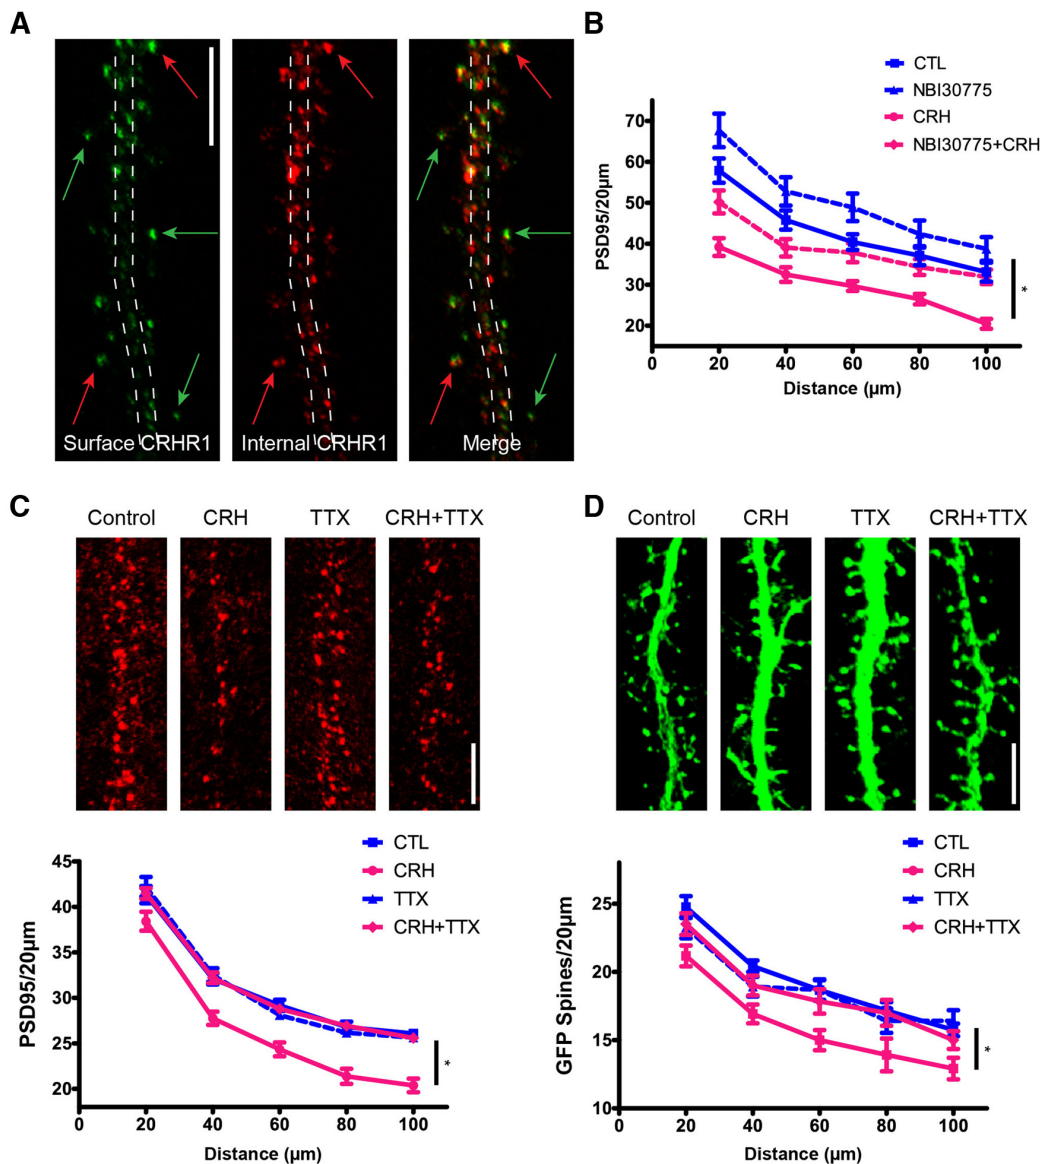 A
Surface CRHR1
Internal CRHR1
Merge
B
CTL
NBI30775
CRH
NBI30775+CRH
PSD95/20µm
70
60
50
40
30
20
0
20
40
60
80
100
Distance (µm)
*
C
Control
CRH
TTX
CRH+TTX
CTL
CRH
TTX
CRH+TTX
PSD95/20µm
45
40
35
30
25
20
0
20
40
60
80
100
Distance (µm)
*
D
Control
CRH
TTX
CRH+TTX
CTL
CRH
TTX
CRH+TTX
GFP Spines/20µm
25
20
15
10
0
20
40
60
80
100
Distance (µm)
*